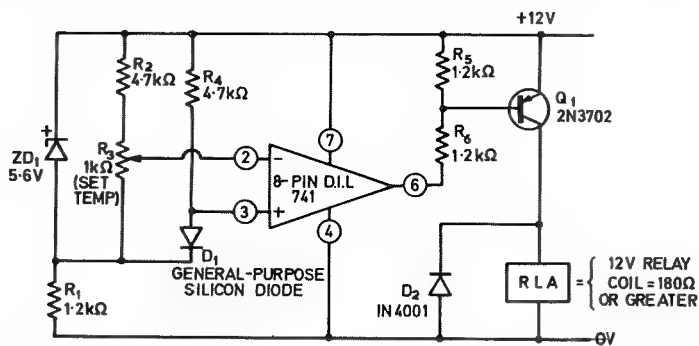 +12V
R2
4.7kΩ
R4
4.7kΩ
R5
1.2kΩ
Q1
2N3702
+
ZD1
5.6V
R3
1kΩ
(SET
TEMP)
2
-
7
8-PIN D.I.L
741
6
R6
1.2kΩ
3
+
4
D1
GENERAL-PURPOSE
SILICON DIODE
R1
1.2kΩ
D2
IN4001
RLA
=
12V RELAY
COIL = 180Ω
OR GREATER
0V